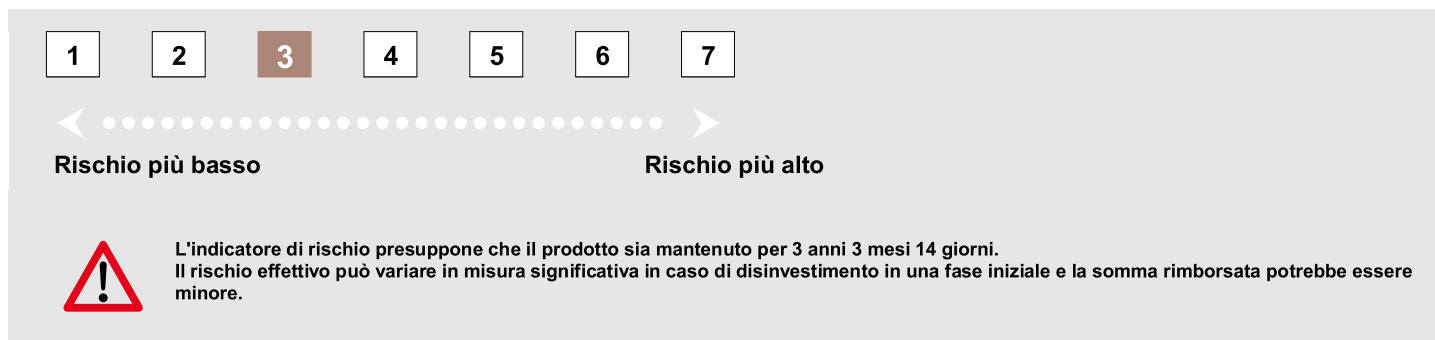 1 2 3 4 5 6 7
Rischio più basso Rischio più alto
L'indicatore di rischio presuppone che il prodotto sia mantenuto per 3 anni 3 mesi 14 giorni.
Il rischio effettivo può variare in misura significativa in caso di disinvestimento in una fase iniziale e la somma rimborsata potrebbe essere
minore.